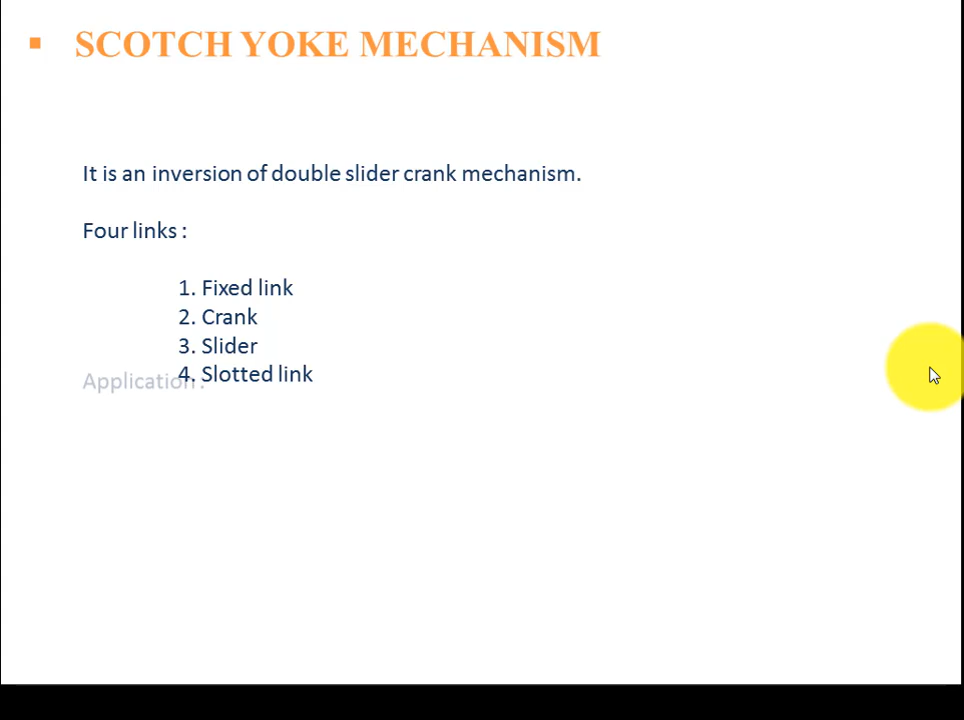 ▪ SCOTCH YOKE MECHANISM
It is an inversion of double slider crank mechanism.
Four links :
1. Fixed link
2. Crank
3. Slider
4. Slotted link
Application :